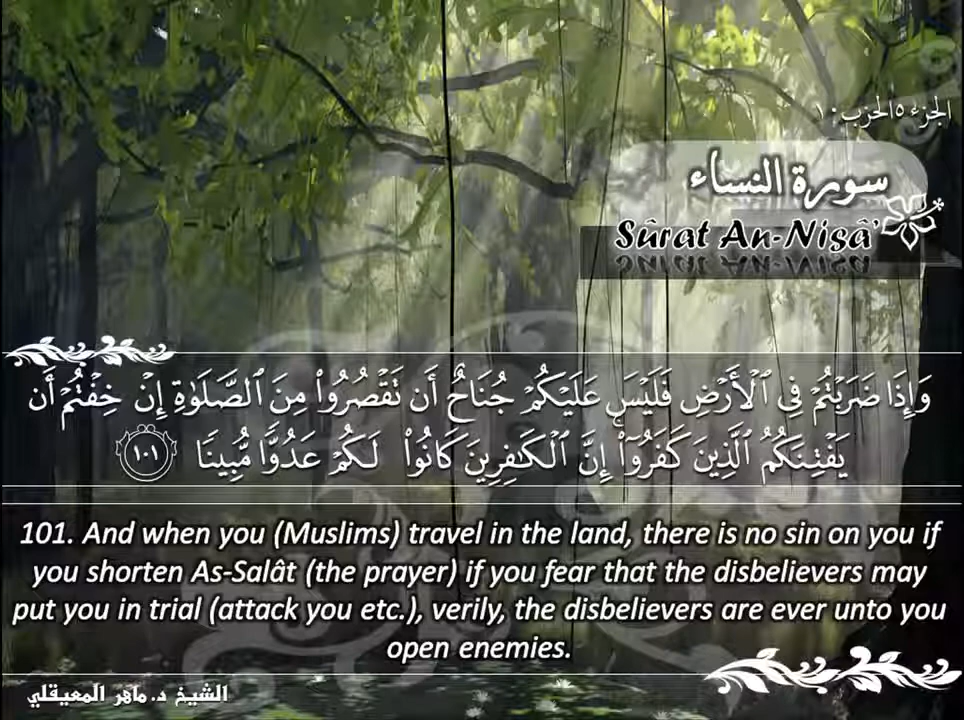 الجزء ٥ الحزب: ١
سورة النساء
Sûrat An-Nisâ'
وَإِذَا ضَرَبْتُمْ فِي ٱلْأَرْضِ فَلَيْسَ عَلَيْكُمْ جُنَاحٌ أَن تَقْصُرُوا۟ مِنَ ٱلصَّلَوٰةِ إِنْ خِفْتُمْ أَن
يَفْتِنَكُمُ ٱلَّذِينَ كَفَرُوٓا۟ ۚ إِنَّ ٱلْكَٰفِرِينَ كَانُوا۟ لَكُمْ عَدُوًّا مُّبِينًا ١٠١
101. And when you (Muslims) travel in the land, there is no sin on you if
you shorten As-Salât (the prayer) if you fear that the disbelievers may
put you in trial (attack you etc.), verily, the disbelievers are ever unto you
open enemies.
الشيخ د. ماهر المعيقلي